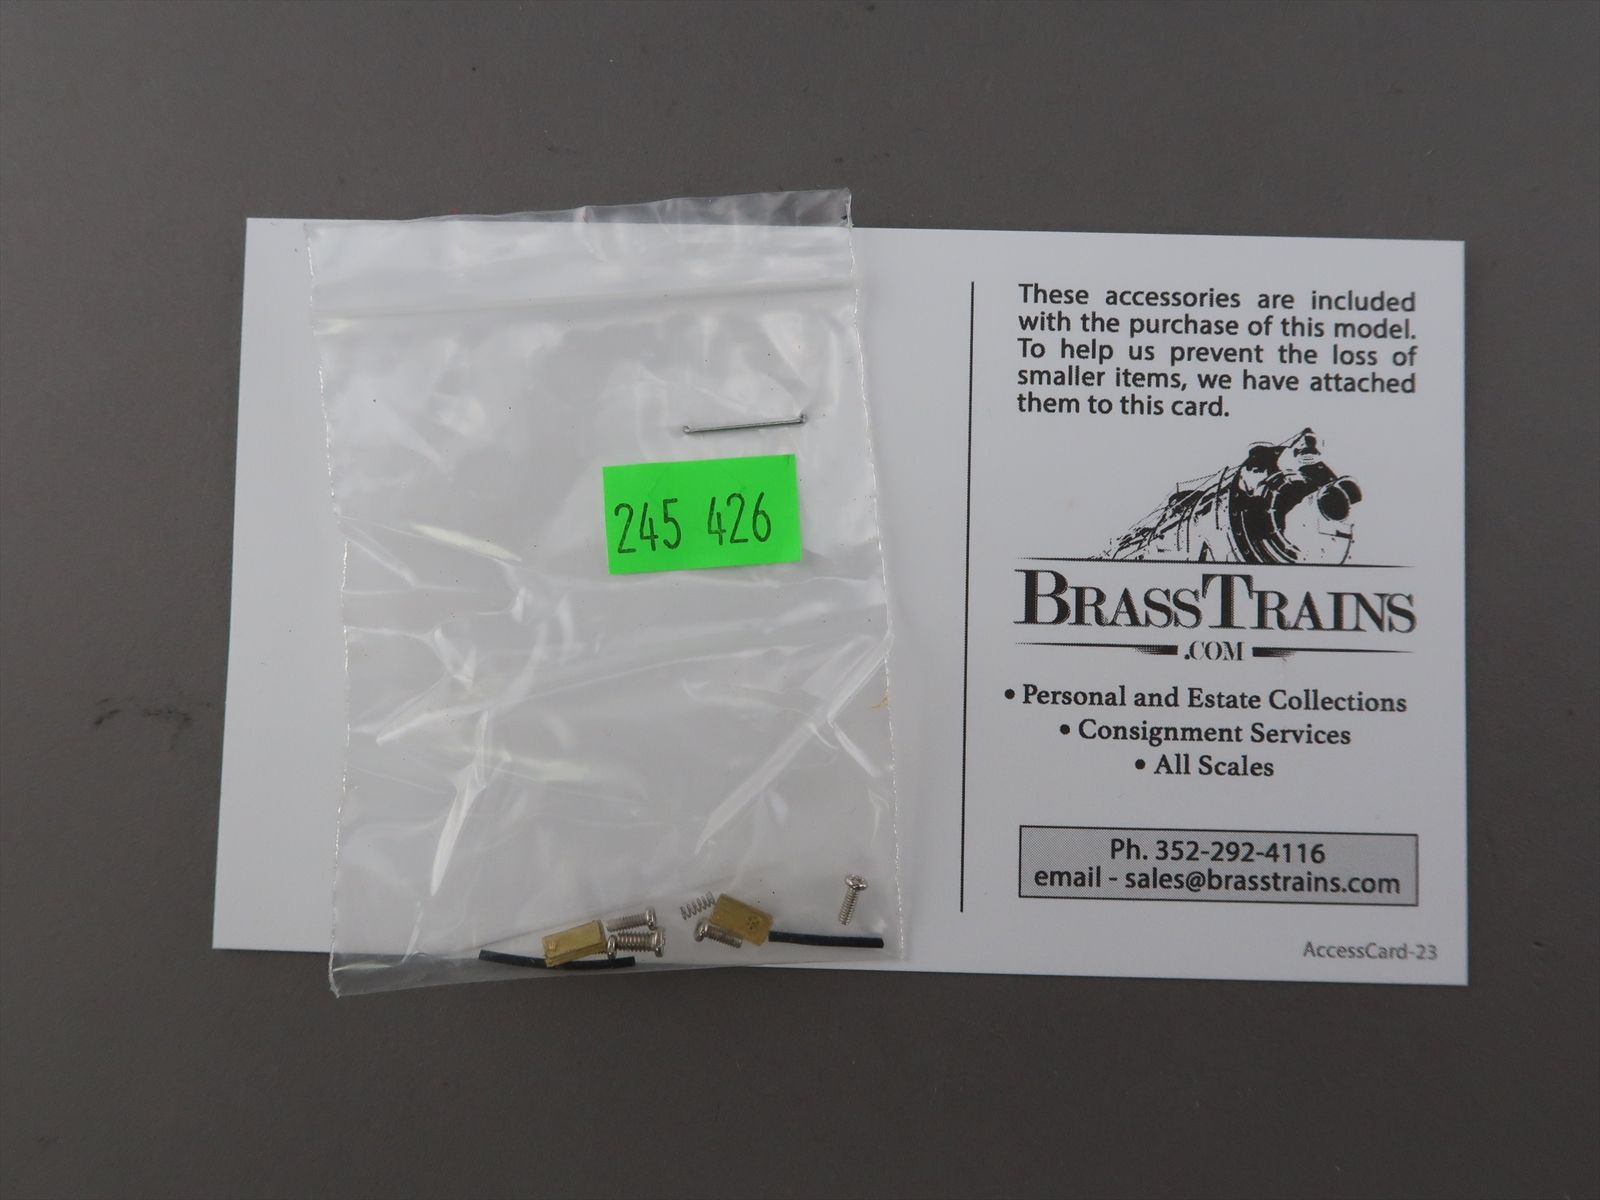 245 426
These accessories are included
with the purchase of this model.
To help us prevent the loss of
smaller items, we have attached
them to this card.
BRASSTRAINS
.COM
• Personal and Estate Collections
• Consignment Services
• All Scales
Ph. 352-292-4116
email - sales@brasstrains.com
AccessCard-23